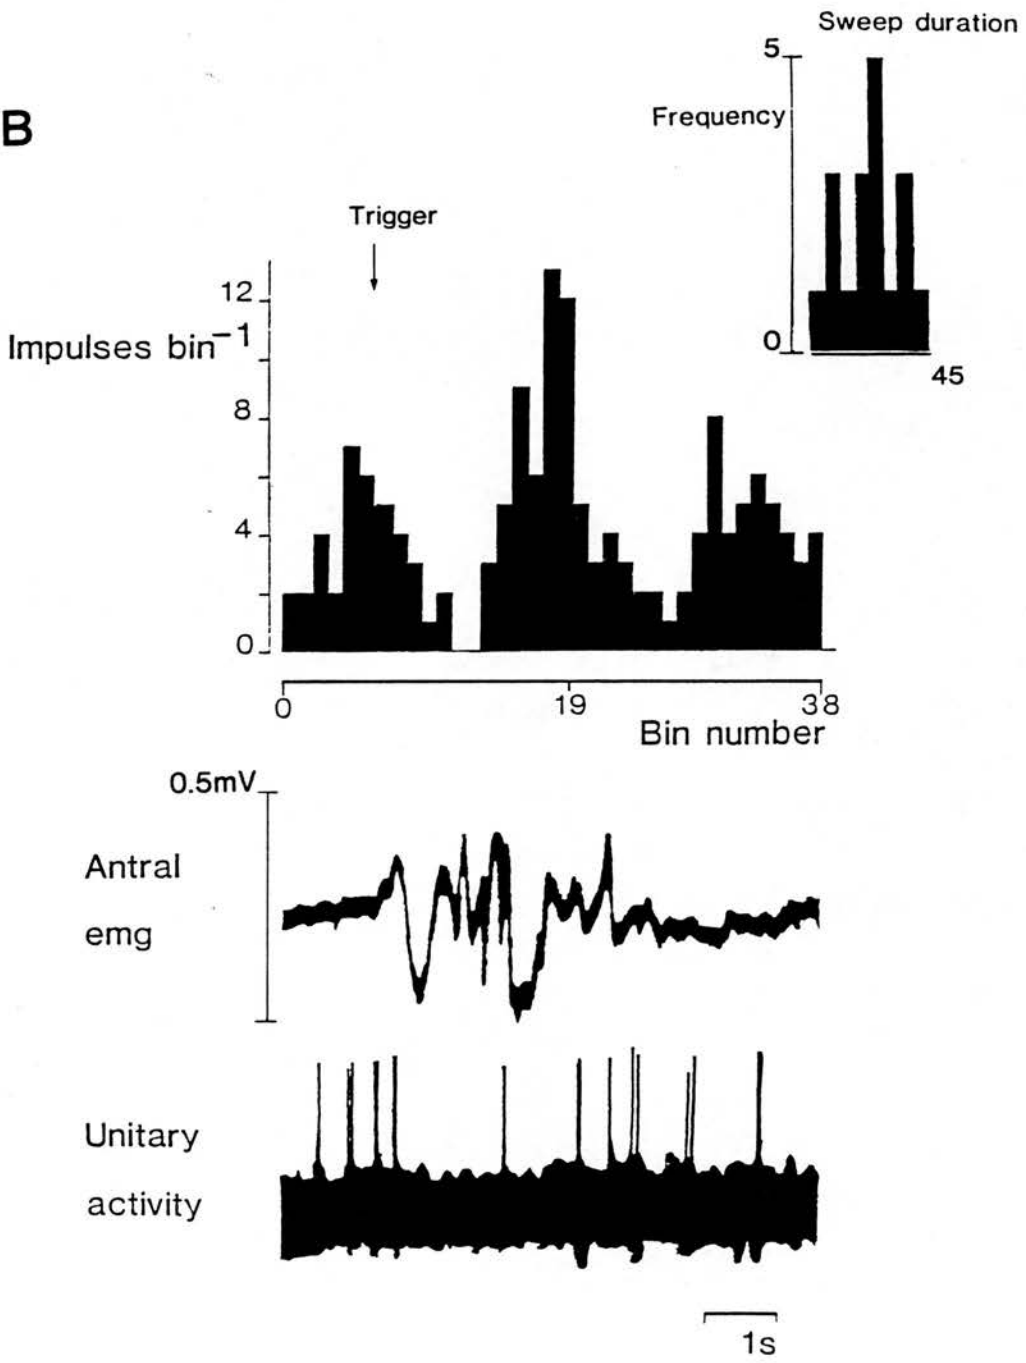 Sweep duration
5
Frequency
0
45
B
Trigger
12
Impulses bin⁻¹
8
4
0
0 19 38
Bin number
0.5mV
Antral
emg
Unitary
activity
1s